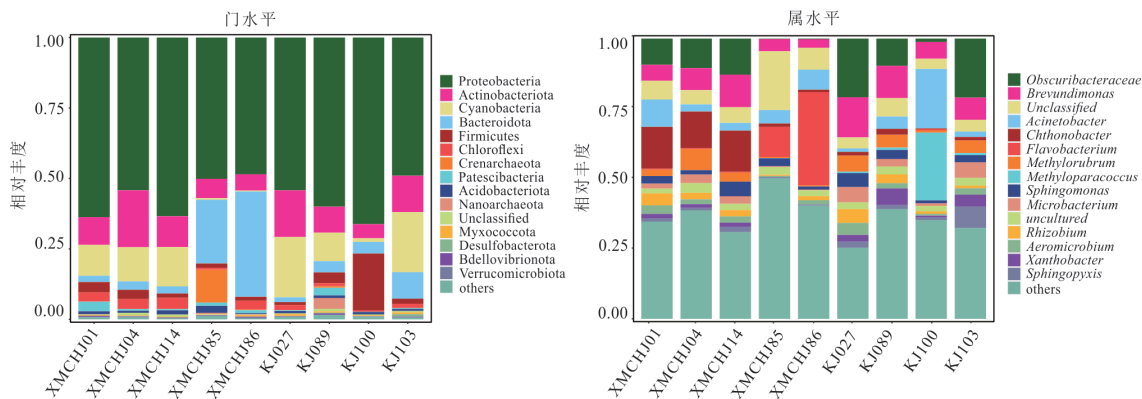 门水平
相对丰度
1.00
0.75
0.50
0.25
0.00
XMCHJ01
XMCHJ04
XMCHJ14
XMCHJ85
XMCHJ86
KJ027
KJ089
KJ100
KJ103
Proteobacteria
Actinobacteriota
Cyanobacteria
Bacteroidota
Firmicutes
Chloroflexi
Crenarchaeota
Patescibacteria
Acidobacteriota
Nanoarchaeota
Unclassified
Myxococcota
Desulfobacterota
Bdellovibrionota
Verrucomicrobiota
others
属水平
相对丰度
1.00
0.75
0.50
0.25
0.00
XMCHJ01
XMCHJ04
XMCHJ14
XMCHJ85
XMCHJ86
KJ027
KJ089
KJ100
KJ103
Obscuribacteraceae
Brevundimonas
Unclassified
Acinetobacter
Chthonobacter
Flavobacterium
Methylorubrum
Methyloparacoccus
Sphingomonas
Microbacterium
uncultured
Rhizobium
Aeromicrobium
Xanthobacter
Sphingopyxis
others